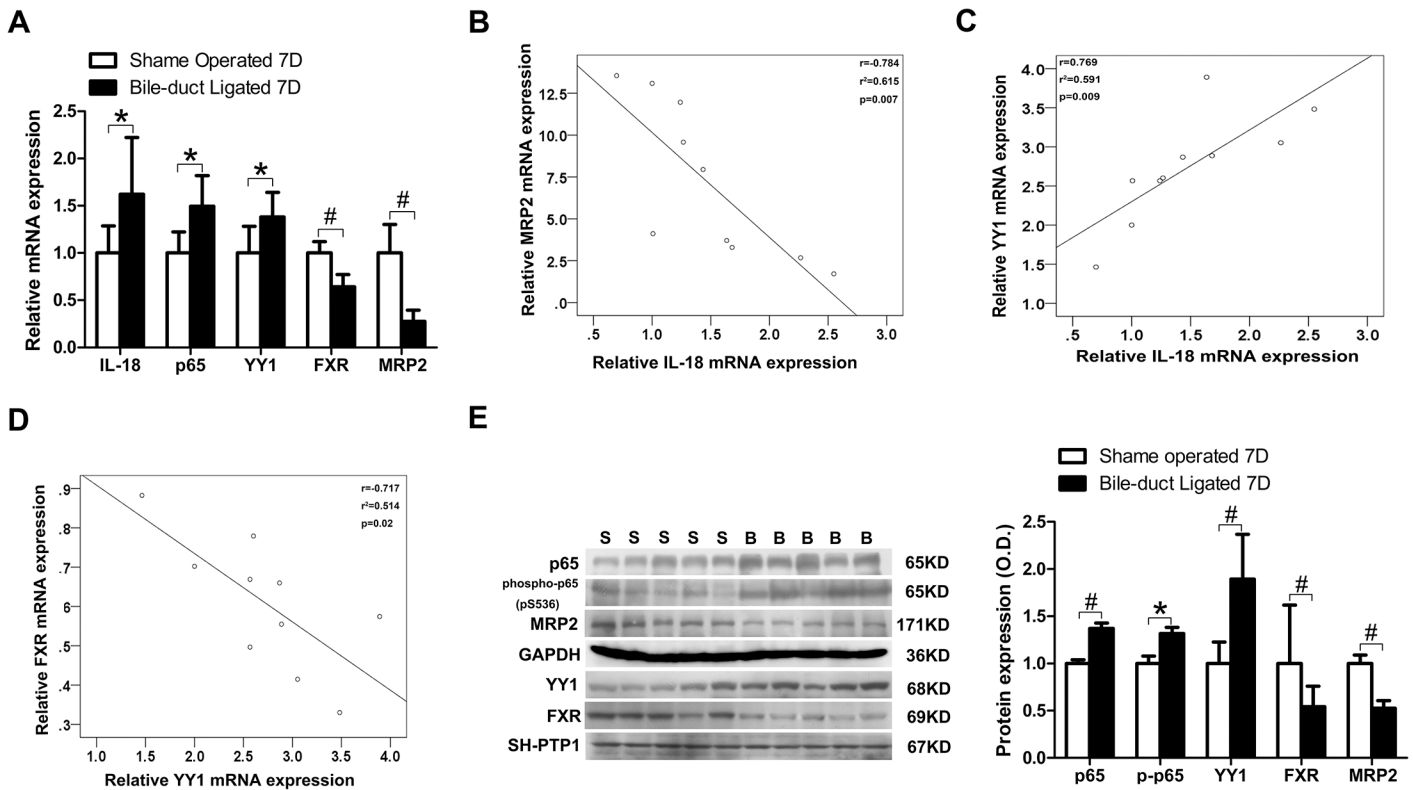 A
Shame Operated 7D
Bile-duct Ligated 7D
Relative mRNA expression
2.5
2.0
1.5
1.0
0.5
0.0
*
*
*
#
#
IL-18 p65 YY1 FXR MRP2
B
Relative MRP2 mRNA expression
12.5
10.0
7.5
5.0
2.5
.0
r=-0.784
r²=0.615
p=0.007
.5 1.0 1.5 2.0 2.5 3.0
Relative IL-18 mRNA expression
C
Relative YY1 mRNA expression
4.0
3.5
3.0
2.5
2.0
1.5
1.0
r=0.769
r²=0.591
p=0.009
.5 1.0 1.5 2.0 2.5 3.0
Relative IL-18 mRNA expression
D
Relative FXR mRNA expression
.9
.8
.7
.6
.5
.4
.3
r=-0.717
r²=0.514
p=0.02
1.0 1.5 2.0 2.5 3.0 3.5 4.0
Relative YY1 mRNA expression
E
S S S S S B B B B B
p65 65KD
phospho-p65
(pS536) 65KD
MRP2 171KD
GAPDH 36KD
YY1 68KD
FXR 69KD
SH-PTP1 67KD
Shame operated 7D
Bile-duct Ligated 7D
Protein expression (O.D.)
2.5
2.0
1.5
1.0
0.5
0.0
#
*
#
#
#
p65 p-p65 YY1 FXR MRP2